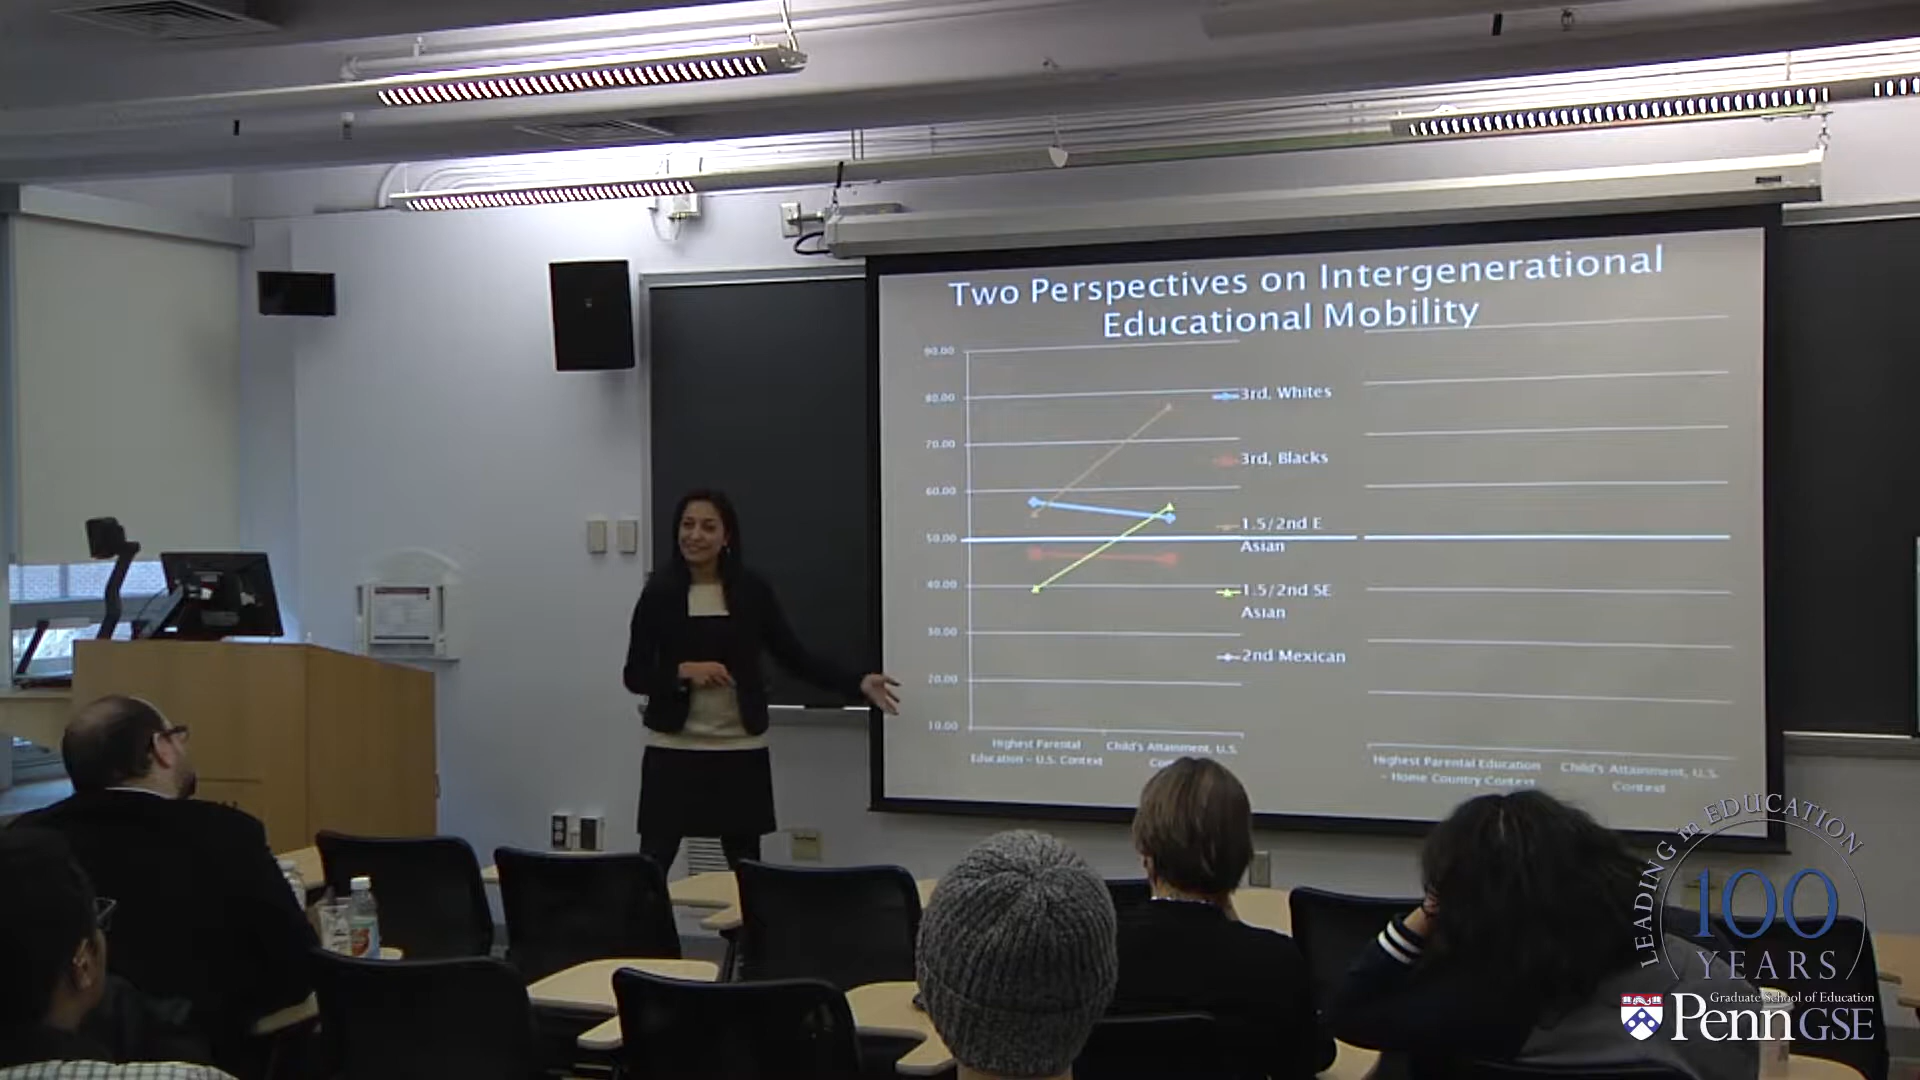 Two Perspectives on Intergenerational
Educational Mobility
90.00
80.00
70.00
60.00
50.00
40.00
30.00
20.00
10.00
3rd, Whites
3rd, Blacks
1.5/2nd E
Asian
1.5/2nd SE
Asian
2nd Mexican
Highest Parental
Education - U.S. Context
Child's Attainment, U.S.
Highest Parental Education
- Home Country Context
Child's Attainment, U.S.
Context
LEADING in EDUCATION
100
YEARS
Graduate School of Education
PennGSE